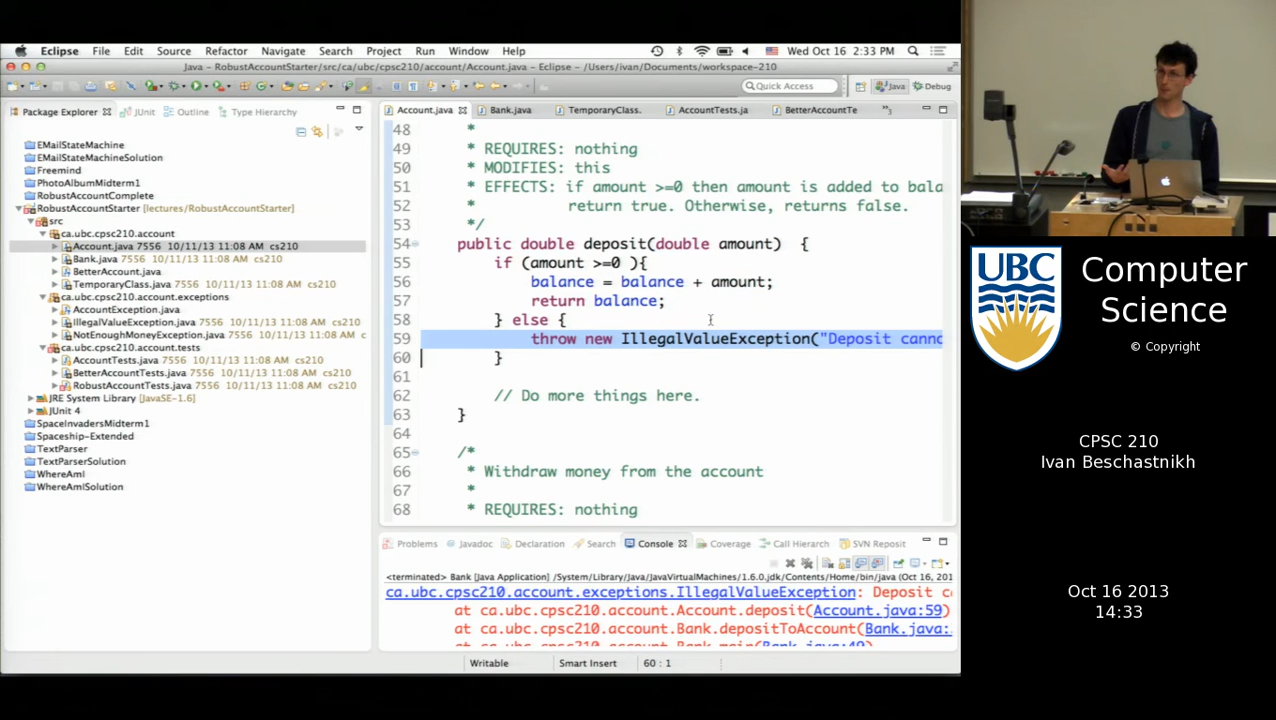 Eclipse File Edit Source Refactor Navigate Search Project Run Window Help Wed Oct 16 2:33 PM
Java – RobustAccountStarter/src/ca/ubc/cpsc210/account/Account.java – Eclipse – /Users/ivan/Documents/workspace-210
Quick Access Java Debug
Package Explorer JUnit Outline Type Hierarchy
EMailStateMachine
EMailStateMachineSolution
Freemind
PhotoAlbumMidterm1
RobustAccountComplete
RobustAccountStarter [lectures/RobustAccountStarter]
src
ca.ubc.cpsc210.account
Account.java 7556 10/11/13 11:08 AM cs210
Bank.java 7556 10/11/13 11:08 AM cs210
BetterAccount.java
TemporaryClass.java 7556 10/11/13 11:08 AM cs210
ca.ubc.cpsc210.account.exceptions
AccountException.java
IllegalValueException.java 7556 10/11/13 11:08 AM cs210
NotEnoughMoneyException.java 7556 10/11/13 11:08 AM c
ca.ubc.cpsc210.account.tests
AccountTests.java 7556 10/11/13 11:08 AM cs210
BetterAccountTests.java 7556 10/11/13 11:08 AM cs210
RobustAccountTests.java 7556 10/11/13 11:08 AM cs210
JRE System Library [JavaSE-1.6]
JUnit 4
SpaceInvadersMidterm1
Spaceship-Extended
TextParser
TextParserSolution
WhereAmI
WhereAmISolution
Account.java Bank.java TemporaryClass. AccountTests.ja BetterAccountTe »3
48 *
49 * REQUIRES: nothing
50 * MODIFIES: this
51 * EFFECTS: if amount >=0 then amount is added to bala
52 * return true. Otherwise, returns false.
53 */
54 public double deposit(double amount) {
55 if (amount >=0 ){
56 balance = balance + amount;
57 return balance;
58 } else {
59 throw new IllegalValueException("Deposit canno
60 }
61
62 // Do more things here.
63 }
64
65 /*
66 * Withdraw money from the account
67 *
68 * REQUIRES: nothing
Problems Javadoc Declaration Search Console Coverage Call Hierarchy SVN Reposit
<terminated> Bank [Java Application] /System/Library/Java/JavaVirtualMachines/1.6.0.jdk/Contents/Home/bin/java (Oct 16, 201
ca.ubc.cpsc210.account.exceptions.IllegalValueException: Deposit c
at ca.ubc.cpsc210.account.Account.deposit(Account.java:59)
at ca.ubc.cpsc210.account.Bank.depositToAccount(Bank.java:
at ca.ubc.cpsc210.account.Bank.main(Bank.java:49)
Writable Smart Insert 60 : 1
UBC
Computer
Science
© Copyright
CPSC 210
Ivan Beschastnikh
Oct 16 2013
14:33